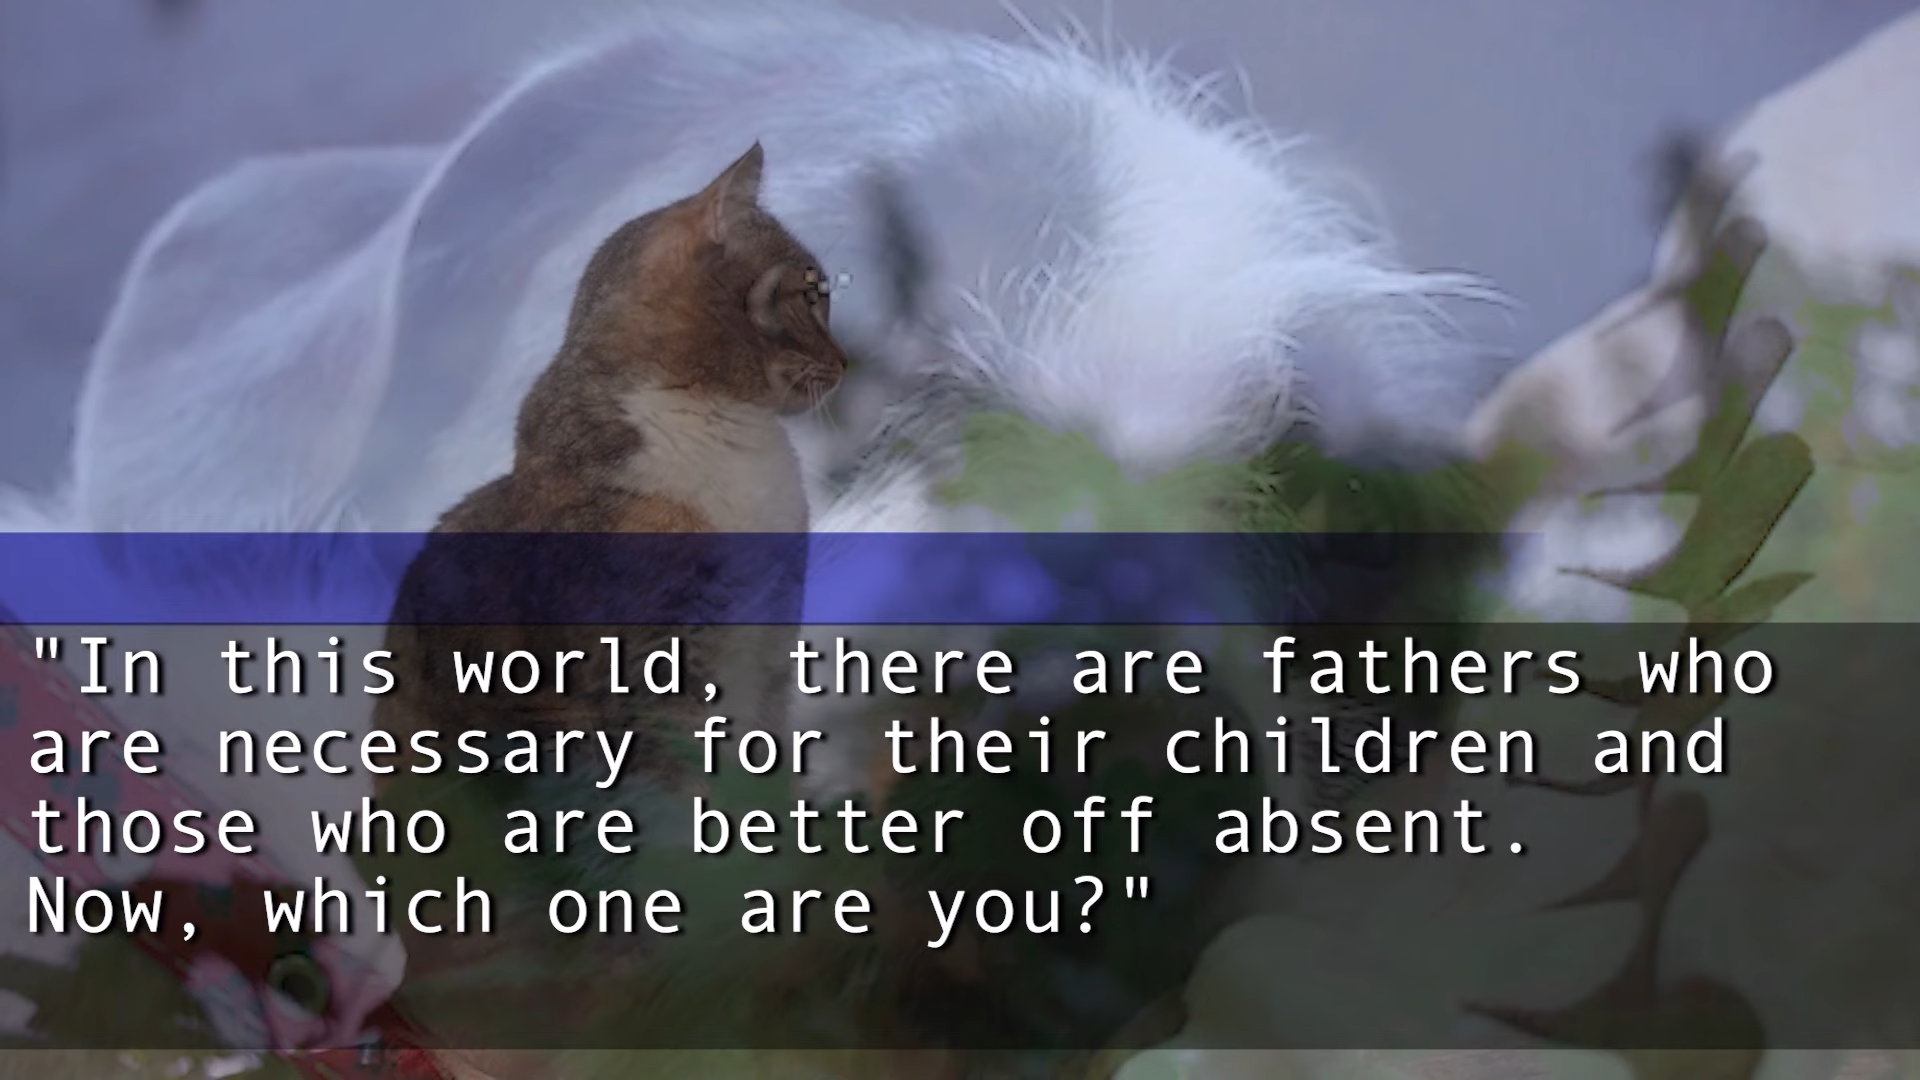 "In this world, there are fathers who
are necessary for their children and
those who are better off absent.
Now, which one are you?"